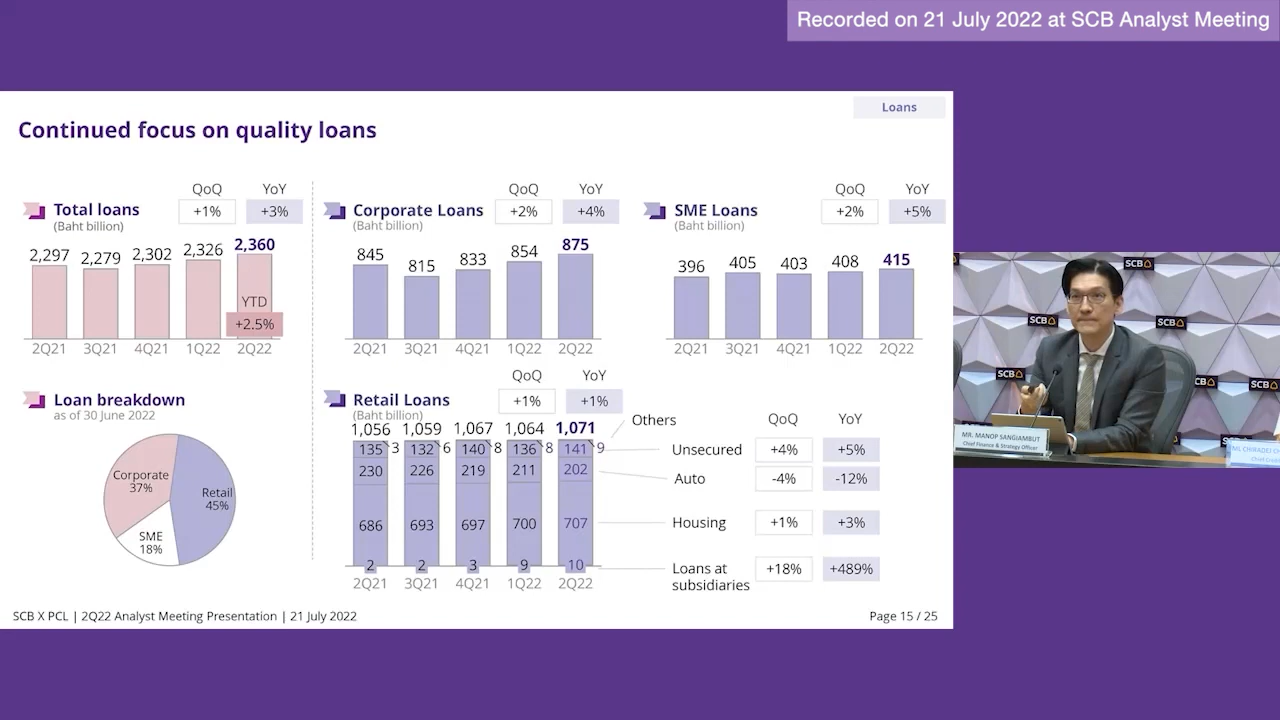 Recorded on 21 July 2022 at SCB Analyst Meeting
Loans
Continued focus on quality loans
Total loans
(Baht billion)
QoQ YoY
+1% +3%
2,297 2,279 2,302 2,326 2,360
YTD
+2.5%
2Q21 3Q21 4Q21 1Q22 2Q22
Corporate Loans
(Baht billion)
QoQ YoY
+2% +4%
845 815 833 854 875
2Q21 3Q21 4Q21 1Q22 2Q22
SME Loans
(Baht billion)
QoQ YoY
+2% +5%
396 405 403 408 415
2Q21 3Q21 4Q21 1Q22 2Q22
Loan breakdown
as of 30 June 2022
Corporate
37%
Retail
45%
SME
18%
Retail Loans
(Baht billion)
QoQ YoY
+1% +1%
1,056 1,059 1,067 1,064 1,071
135 3 132 6 140 8 136 8 141 9
230 226 219 211 202
686 693 697 700 707
2 2 3 9 10
2Q21 3Q21 4Q21 1Q22 2Q22
Others
QoQ YoY
Unsecured +4% +5%
Auto -4% -12%
Housing +1% +3%
Loans at
subsidiaries
+18% +489%
SCB X PCL | 2Q22 Analyst Meeting Presentation | 21 July 2022
Page 15 / 25
SCB
SCB
SCB
SCB
SCB
SCB
MR. MANOP SANGIAMBUT
Chief Finance & Strategy Officer